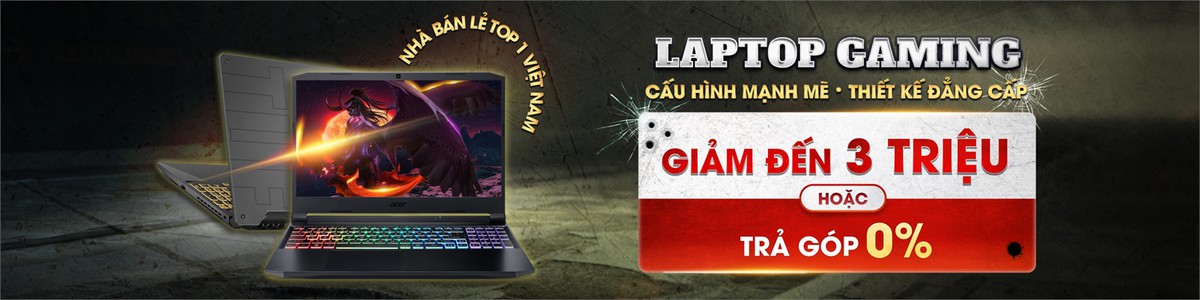 NHÀ BÁN LẺ TOP 1 VIỆT NAM
acer
LAPTOP GAMING
CẤU HÌNH MẠNH MẼ • THIẾT KẾ ĐẲNG CẤP
GIẢM ĐẾN 3 TRIỆU
HOẶC
TRẢ GÓP 0%